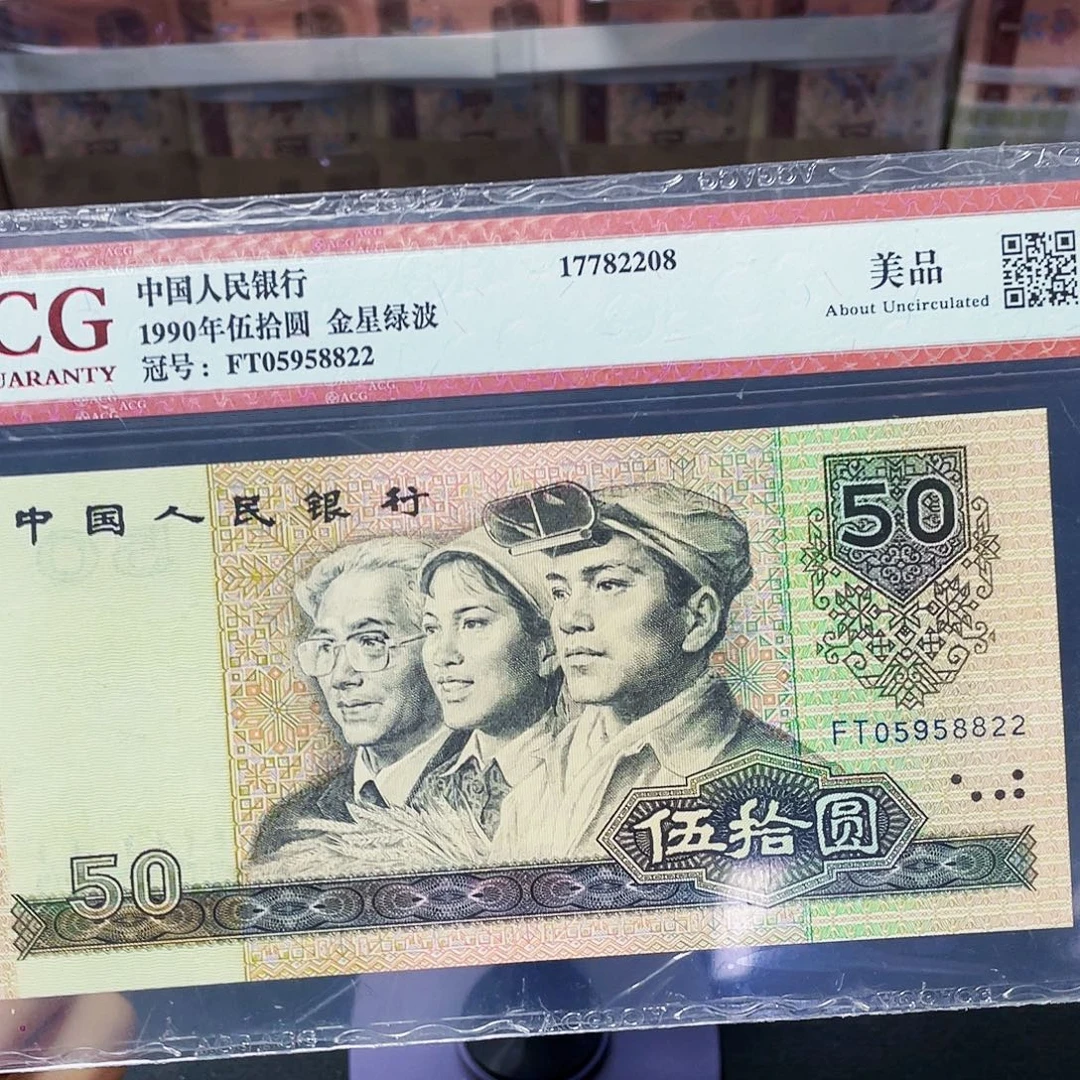 CG
UARANTY
中国人民银行
1990年伍拾圆 金星绿波
冠号: FT05958822
17782208
美品
About Uncirculated
中国人民银行
50
FT05958822
伍拾圆
50